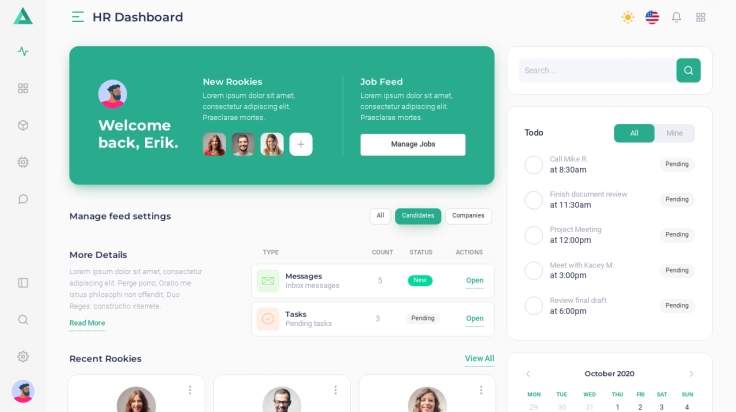 HR Dashboard
Welcome
back, Erik.
New Rookies
Lorem ipsum dolor sit amet,
consectetur adipiscing elit.
Praeclarae mortes.
Job Feed
Lorem ipsum dolor sit amet,
consectetur adipiscing elit.
Praeclarae mortes.
Manage Jobs
Manage feed settings
All
Candidates
Companies
More Details
Lorem ipsum dolor sit amet, consectetur
adipiscing elit. Perge porro; Oratio me
istius philosophi non offendit; Duo
Reges: constructio interrete.
Read More
TYPE COUNT STATUS ACTIONS
Messages
Inbox messages
5 New Open
Tasks
Pending tasks
3 Pending Open
Recent Rookies
View All
Search...
Todo
All
Mine
Call Mike R.
at 8:30am
Pending
Finish document review
at 11:30am
Pending
Project Meeting
at 12:00pm
Pending
Meet with Kacey M.
at 3:00pm
Pending
Review final draft
at 6:00pm
Pending
October 2020
MON TUE WED THU FRI SAT SUN
29 30 31 1 2 3 4